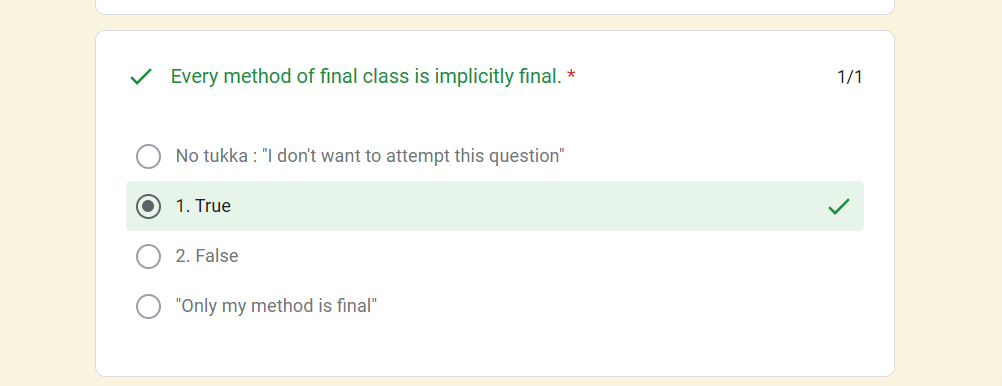 Every method of final class is implicitly final. *
1/1
No tukka : "I don't want to attempt this question"
1. True
2. False
"Only my method is final"